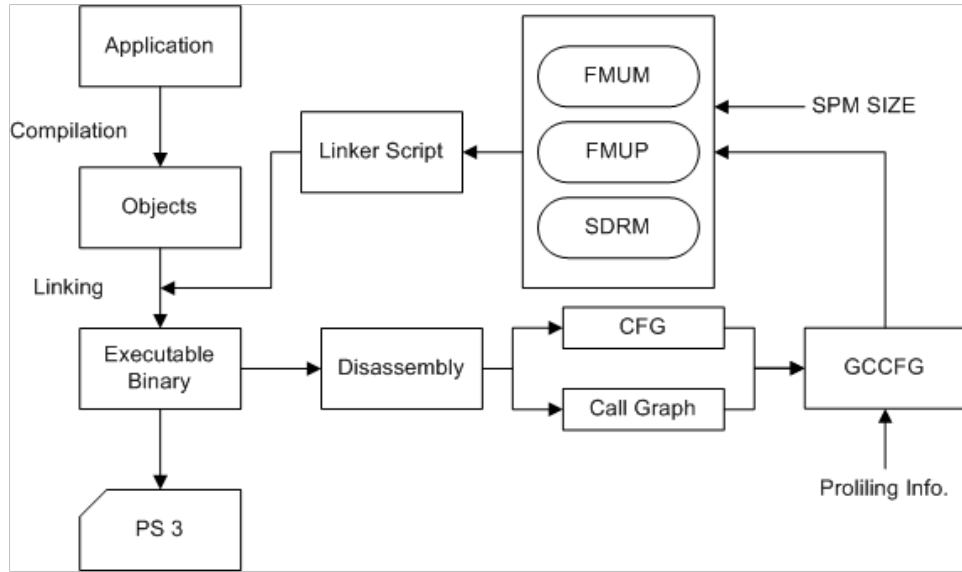 Application
Compilation
Objects
Linking
Executable
Binary
PS 3
Linker Script
FMUM
FMUP
SDRM
SPM SIZE
Disassembly
CFG
Call Graph
GCCFG
Proliling Info.